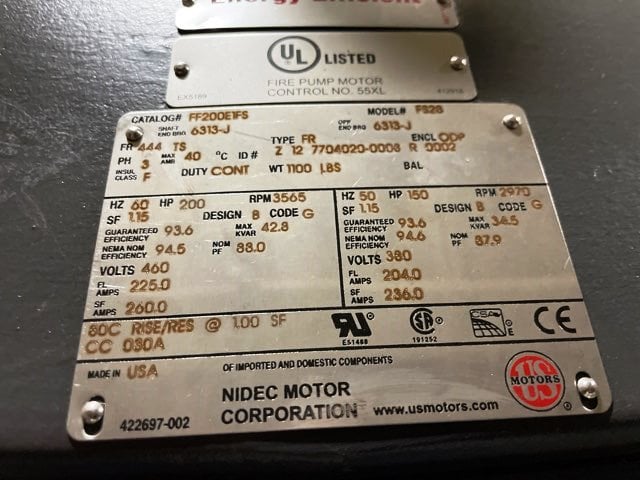 Energy Efficient
UL LISTED
FIRE PUMP MOTOR
EX5189 CONTROL NO. 55XL 412918
CATALOG# FF200E1FS MODEL# FS28
SHAFT END BRG 6313-J OPP END BRG 6313-J
FR 444 TS TYPE FR ENCL ODP
PH 3 MAX AMB 40 °C ID# Z 12 7704020-0008 R 0002
INSUL CLASS F DUTY CONT WT 1100 LBS BAL
HZ 60 HP 200 RPM 3565
SF 1.15 DESIGN B CODE G
GUARANTEED EFFICIENCY 93.6 MAX KVAR 42.8
NEMA NOM EFFICIENCY 94.5 NOM PF 88.0
VOLTS 460
FL AMPS 225.0
SF AMPS 260.0
HZ 50 HP 150 RPM 2970
SF 1.15 DESIGN B CODE G
GUARANTEED EFFICIENCY 93.6 MAX KVAR 34.5
NEMA NOM EFFICIENCY 94.6 NOM PF 87.9
VOLTS 380
FL AMPS 204.0
SF AMPS 236.0
80C RISE/RES @ 1.00 SF
CC 030A
RU E51488
SA 191252
CSA E
CE
MADE IN USA OF IMPORTED AND DOMESTIC COMPONENTS
NIDEC MOTOR
CORPORATION www.usmotors.com
US MOTORS ®
422697-002